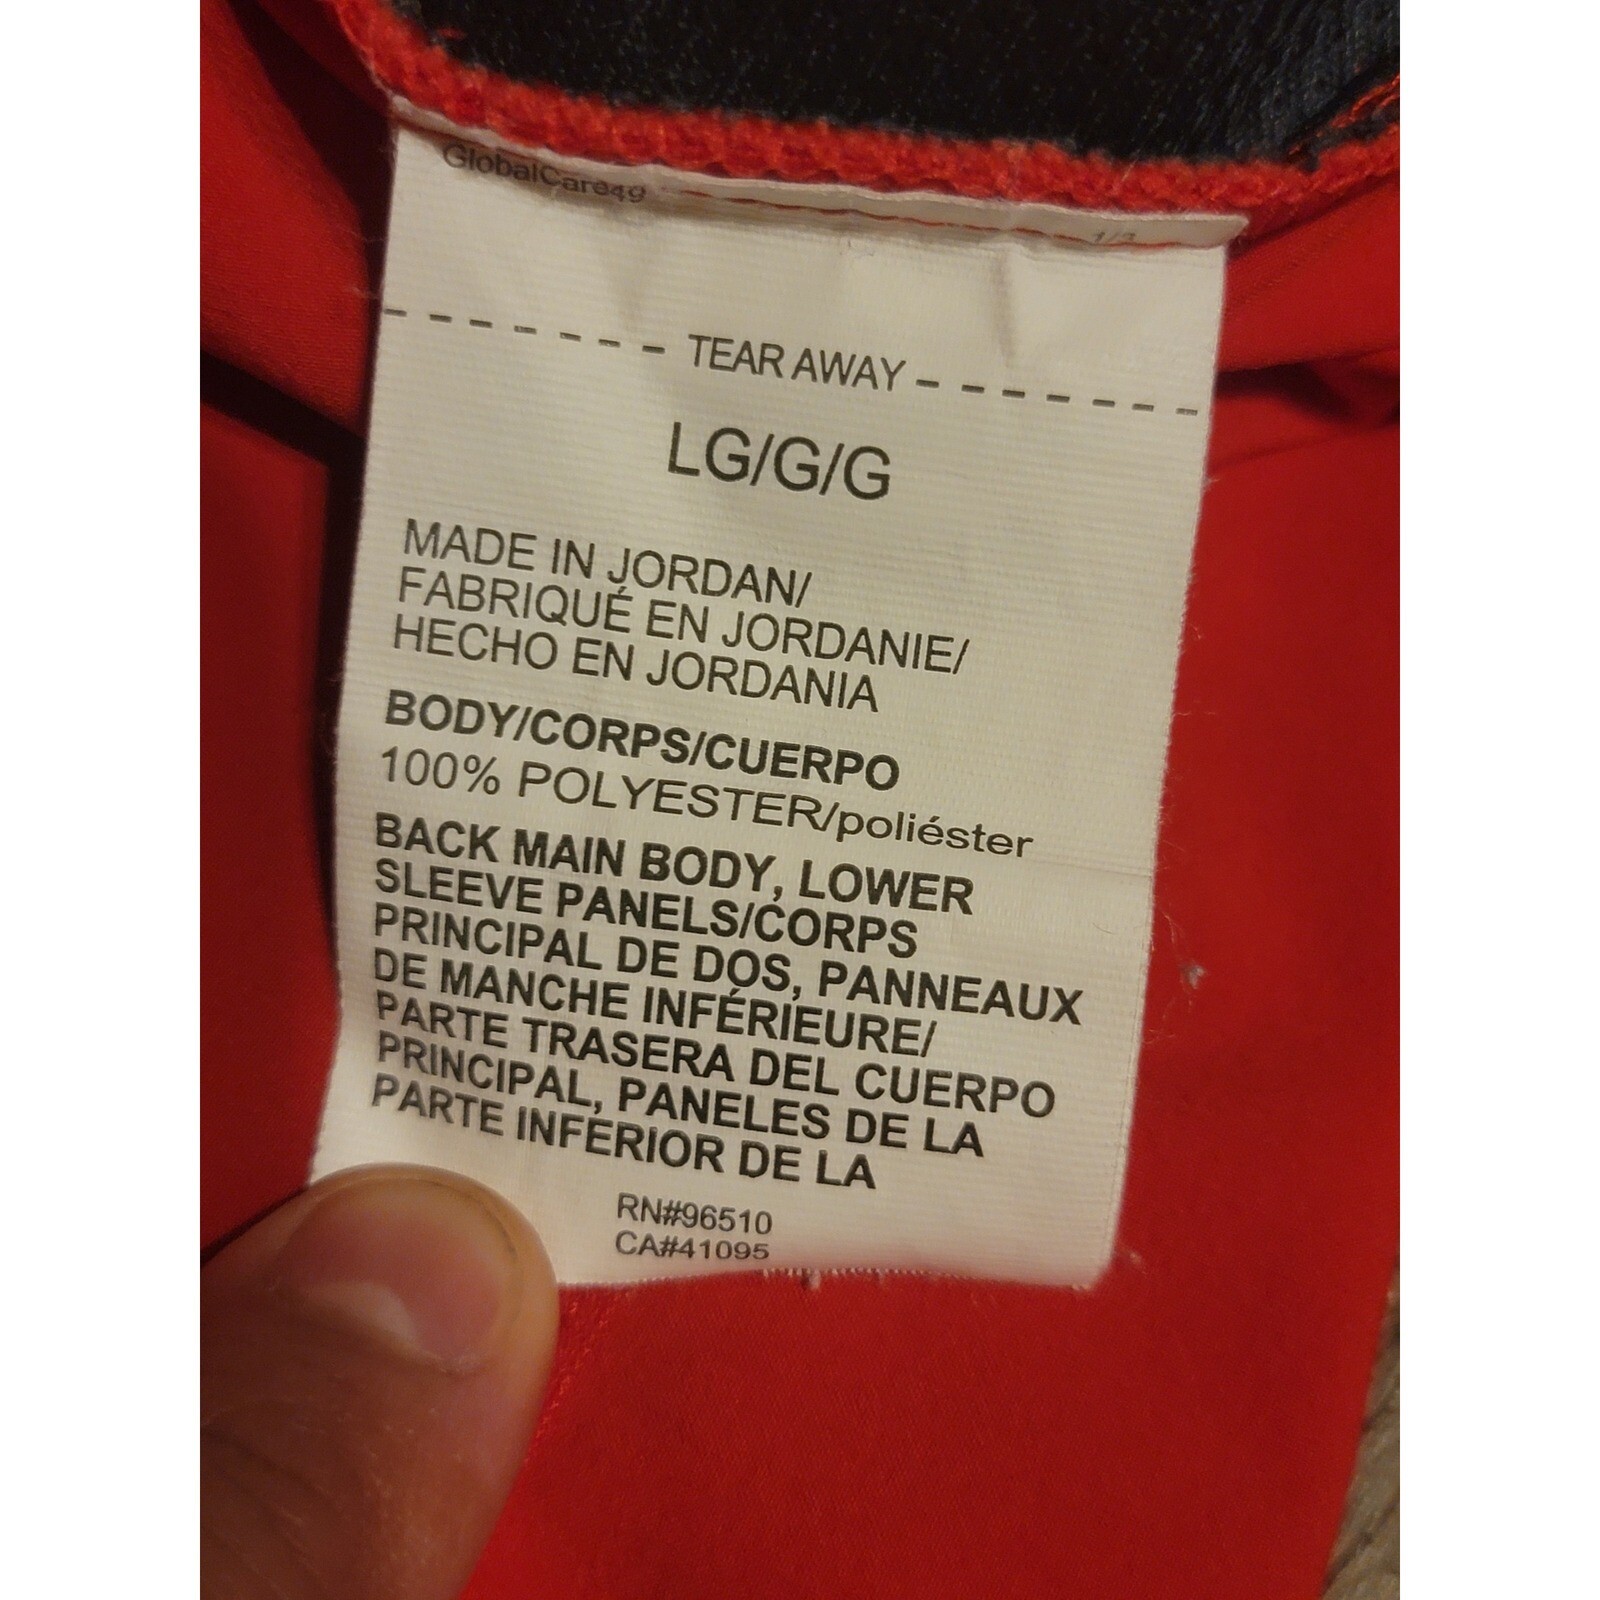 GlobalCare49
TEAR AWAY
LG/G/G
MADE IN JORDAN/
FABRIQUÉ EN JORDANIE/
HECHO EN JORDANIA
BODY/CORPS/CUERPO
100% POLYESTER/poliéster
BACK MAIN BODY, LOWER
SLEEVE PANELS/CORPS
PRINCIPAL DE DOS, PANNEAUX
DE MANCHE INFÉRIEURE/
PARTE TRASERA DEL CUERPO
PRINCIPAL, PANELES DE LA
PARTE INFERIOR DE LA
RN#96510
CA#41095